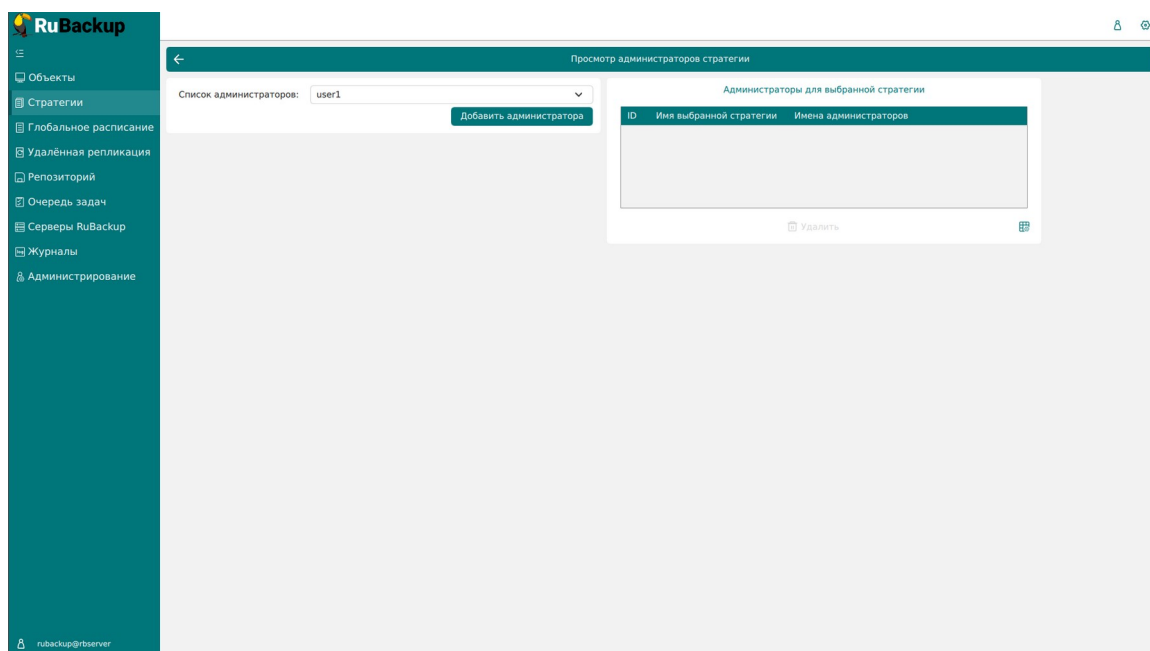 RuBackup
Объекты
Стратегии
Глобальное расписание
Удалённая репликация
Репозиторий
Очередь задач
Серверы RuBackup
Журналы
Администрирование
rubackup@rbserver
Просмотр администраторов стратегии
Список администраторов: user1
Добавить администратора
Администраторы для выбранной стратегии
ID Имя выбранной стратегии Имена администраторов
Удалить